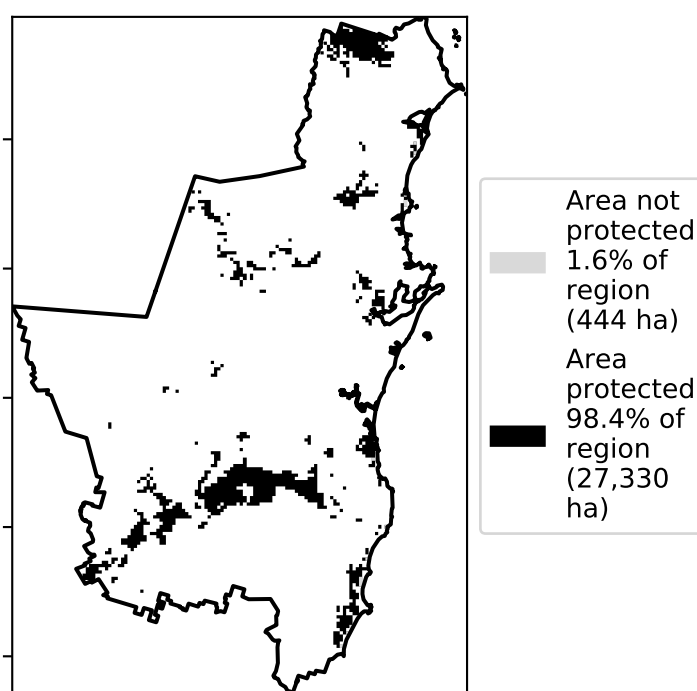 Area not
protected
1.6% of
region
(444 ha)
Area
protected
98.4% of
region
(27,330
ha)